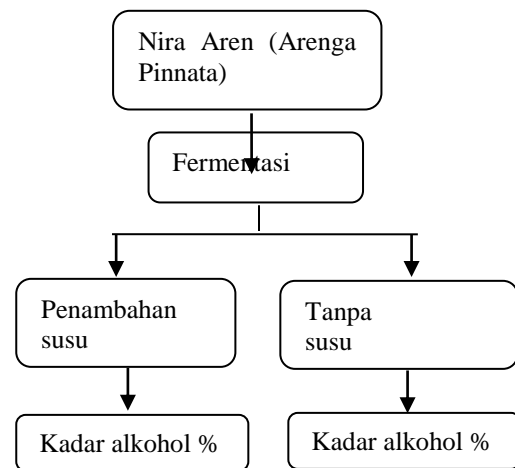 Nira Aren (Arenga
Pinnata)
Fermentasi
Penambahan
susu
Tanpa
susu
Kadar alkohol %
Kadar alkohol %